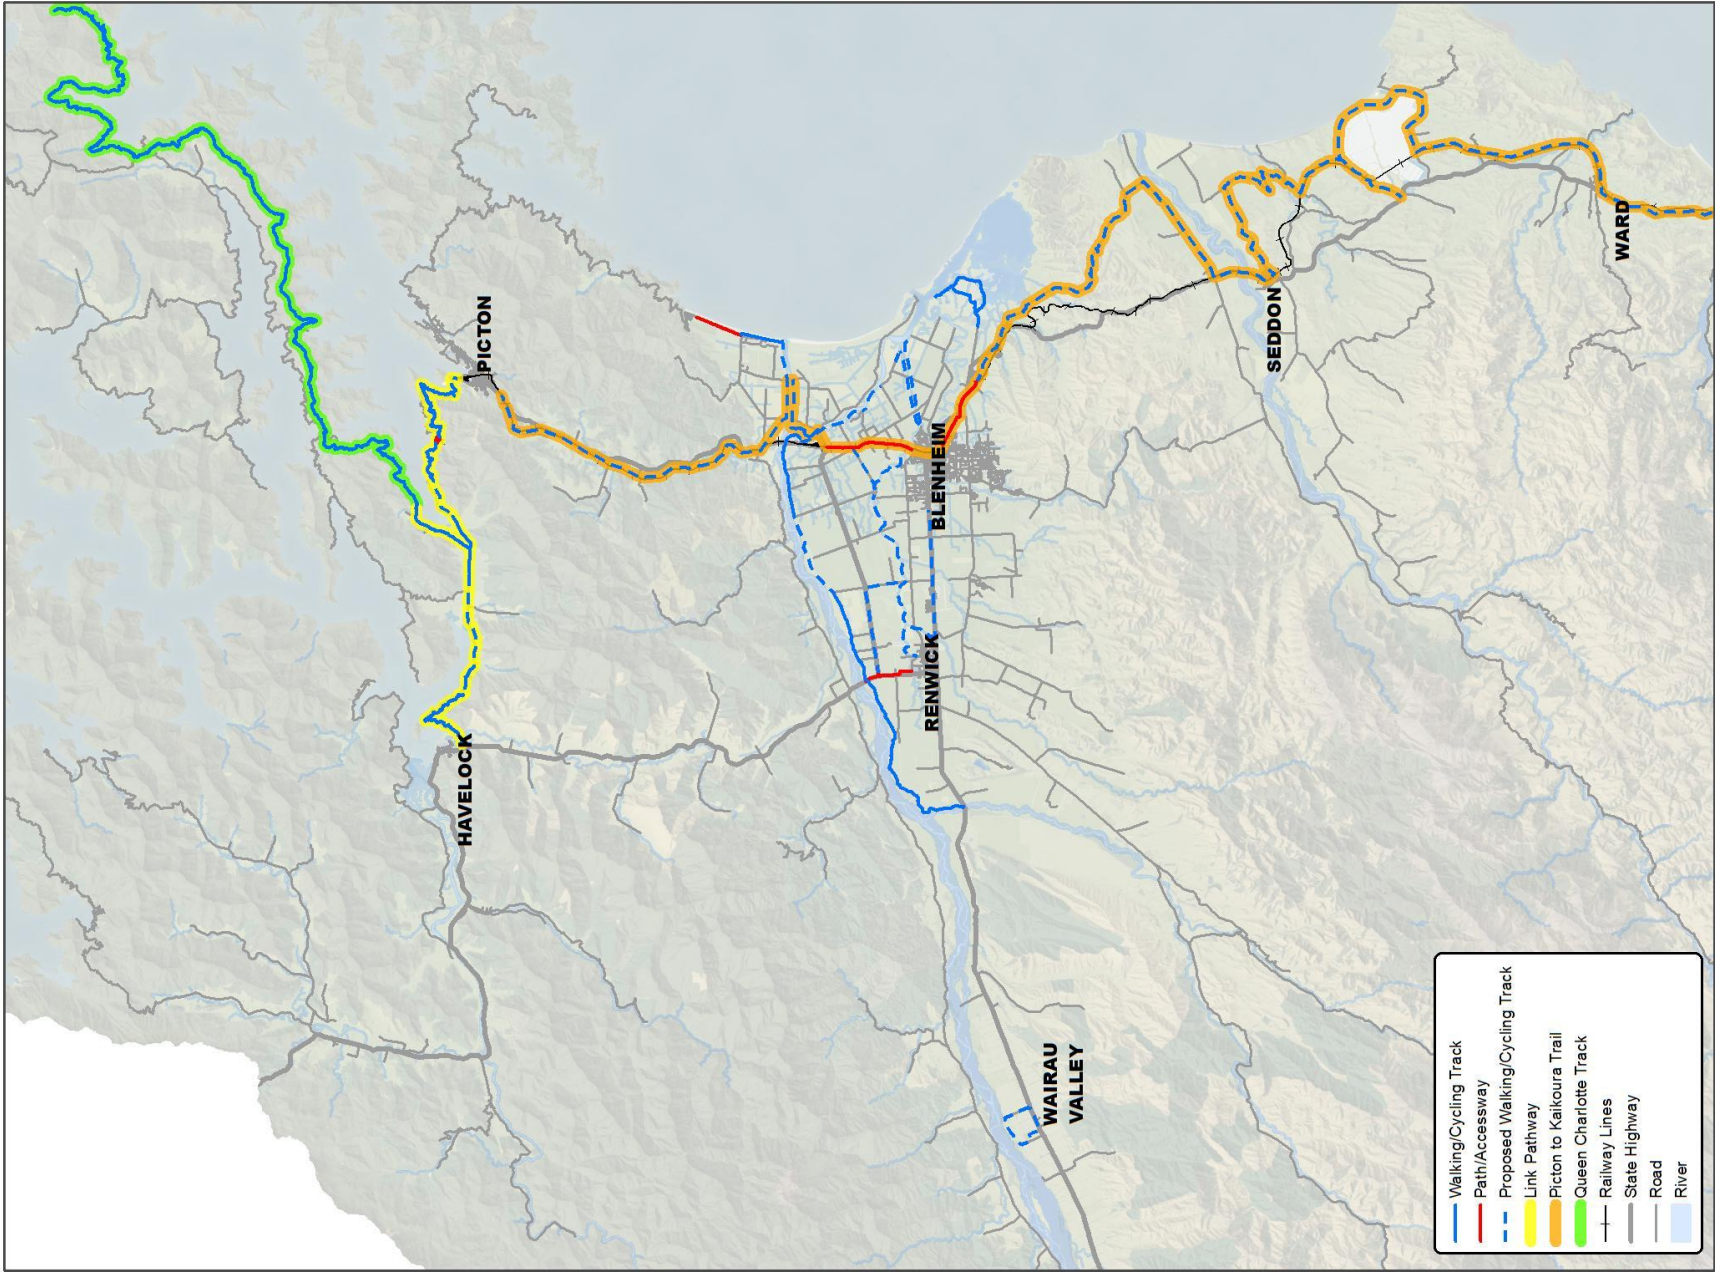 PICTON
HAVELOCK
BLENHEIM
RENWICK
SEDDON
WARD
WAIRAU
VALLEY
Walking/Cycling Track
Path/Accessway
Proposed Walking/Cycling Track
Link Pathway
Picton to Kaikoura Trail
Queen Charlotte Track
Railway Lines
State Highway
Road
River